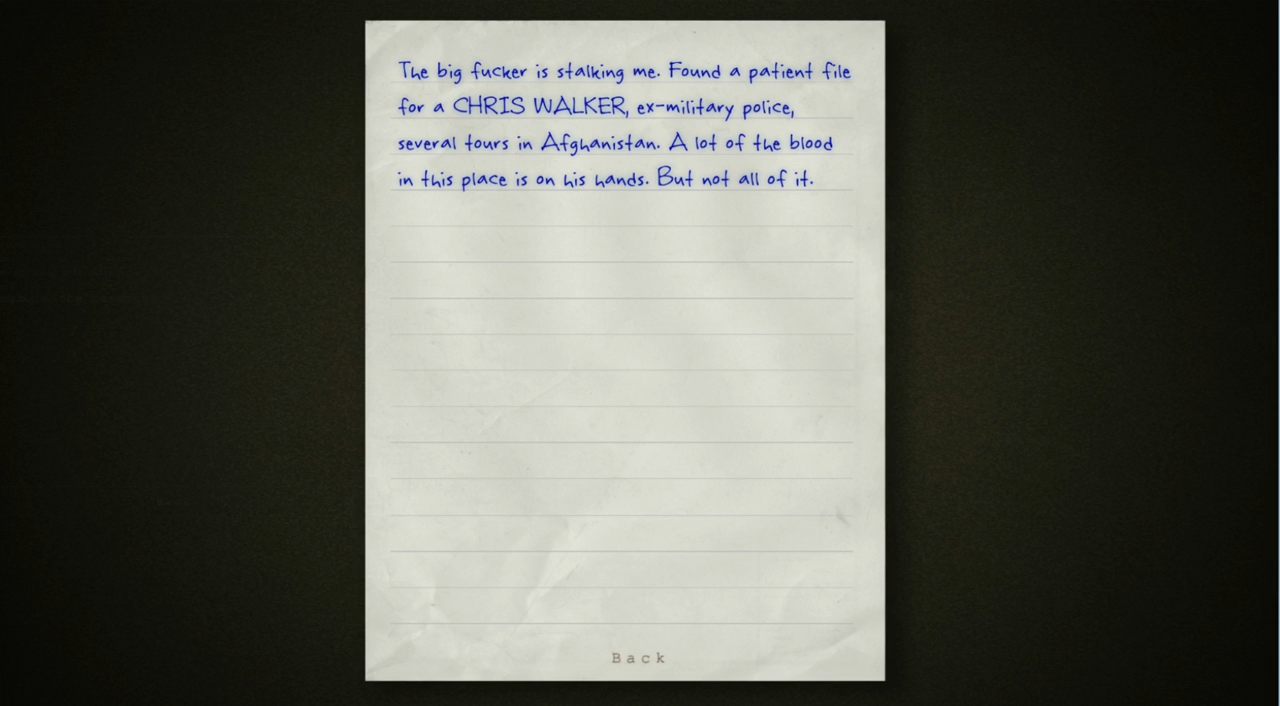 The big fucker is stalking me. Found a patient file
for a CHRIS WALKER, ex-military police,
several tours in Afghanistan. A lot of the blood
in this place is on his hands. But not all of it.
Back